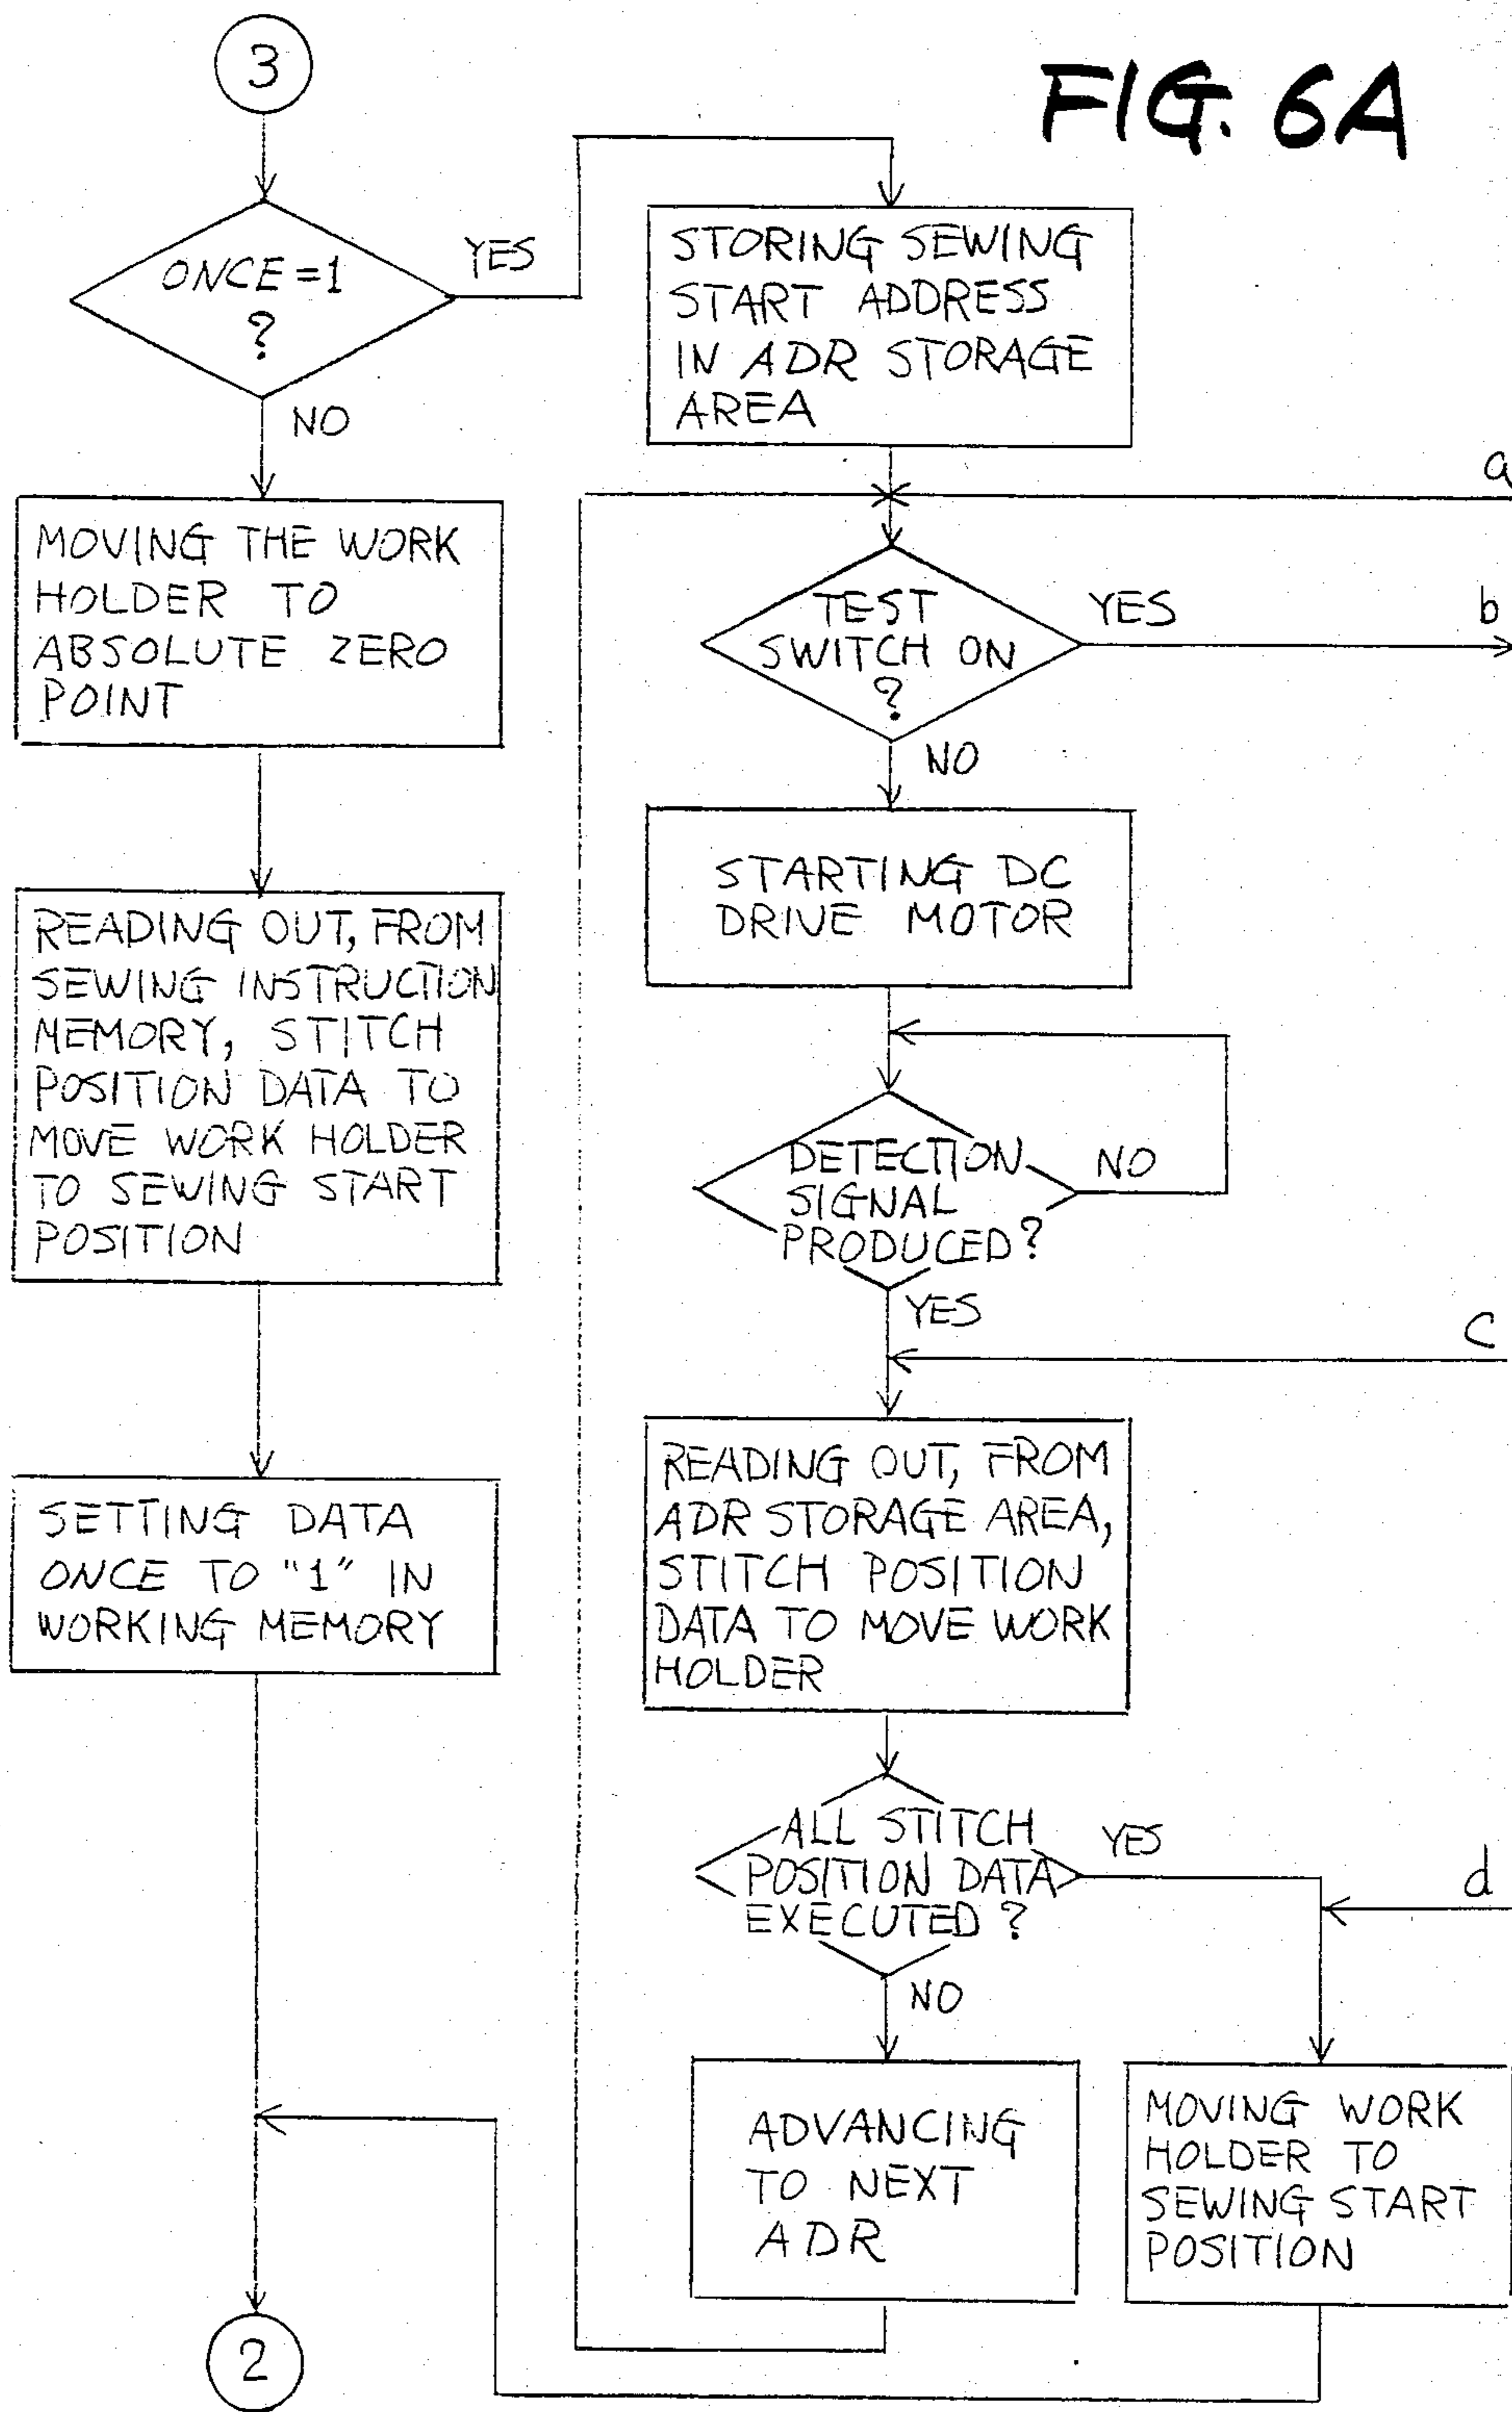 FIG. 6A
3
ONCE=1
?
YES
NO
MOVING THE WORK
HOLDER TO
ABSOLUTE ZERO
POINT
READING OUT, FROM
SEWING INSTRUCTION
MEMORY, STITCH
POSITION DATA TO
MOVE WORK HOLDER
TO SEWING START
POSITION
SETTING DATA
ONCE TO "1" IN
WORKING MEMORY
2
STORING SEWING
START ADDRESS
IN ADR STORAGE
AREA
a
TEST
SWITCH ON
?
YES
b
NO
STARTING DC
DRIVE MOTOR
DETECTION
SIGNAL
PRODUCED?
NO
YES
c
READING OUT, FROM
ADR STORAGE AREA,
STITCH POSITION
DATA TO MOVE WORK
HOLDER
ALL STITCH
POSITION DATA
EXECUTED?
YES
d
NO
ADVANCING
TO NEXT
ADR
MOVING WORK
HOLDER TO
SEWING START
POSITION